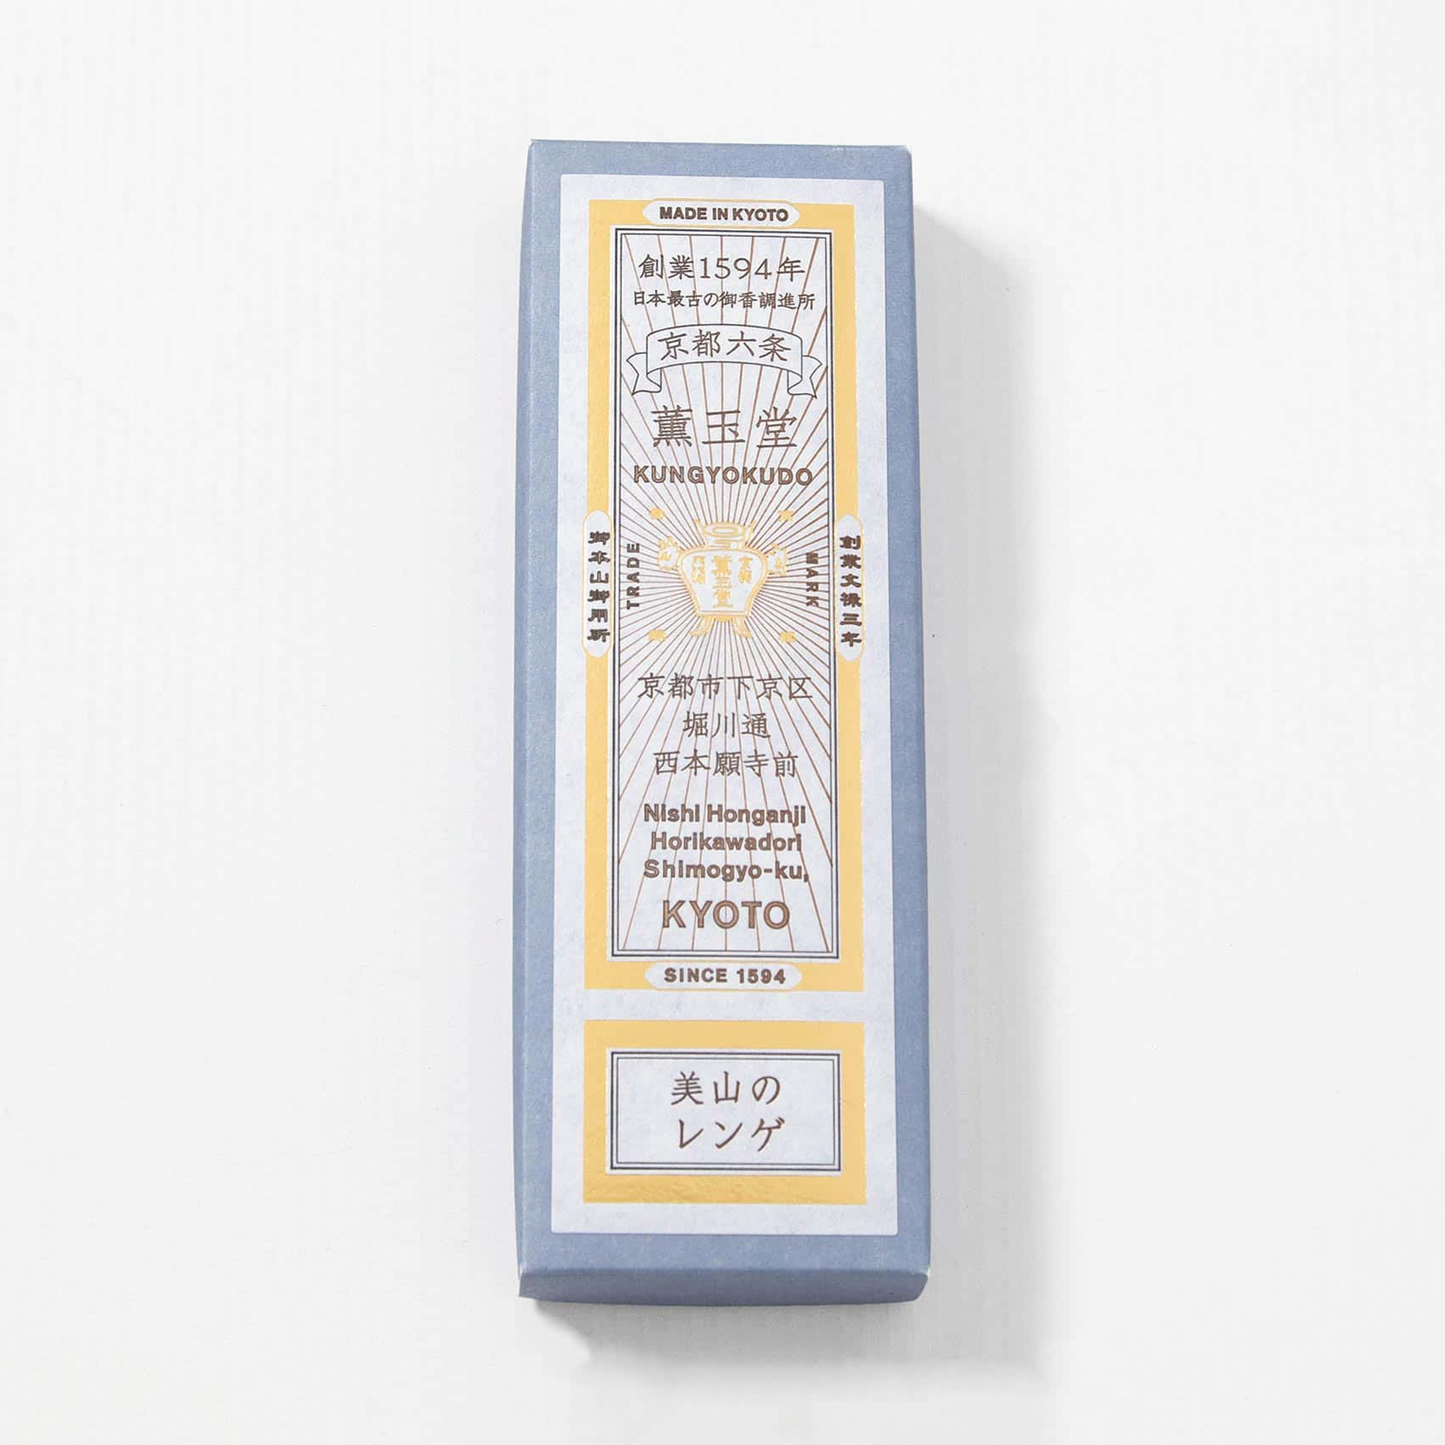 MADE IN KYOTO
創業1594年
日本最古の御香調進所
京都六条
薫玉堂
KUNGYOKUDO
御本山御用所
TRADE
薫玉堂
MARK
創業文禄三年
京都市下京区
堀川通
西本願寺前
Nishi Honganji
Horikawadori
Shimogyo-ku,
KYOTO
SINCE 1594
美山の
レンゲ